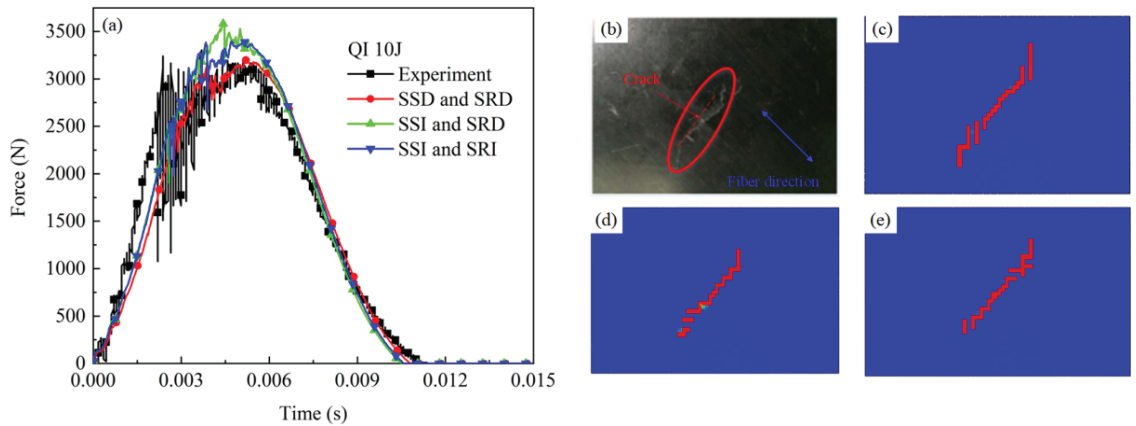 (a)
QI 10J
Experiment
SSD and SRD
SSI and SRD
SSI and SRI
Force (N)
3500
3000
2500
2000
1500
1000
500
0
0.000 0.003 0.006 0.009 0.012 0.015
Time (s)
(b)
Crack
Fiber direction
(c)
(d)
(e)